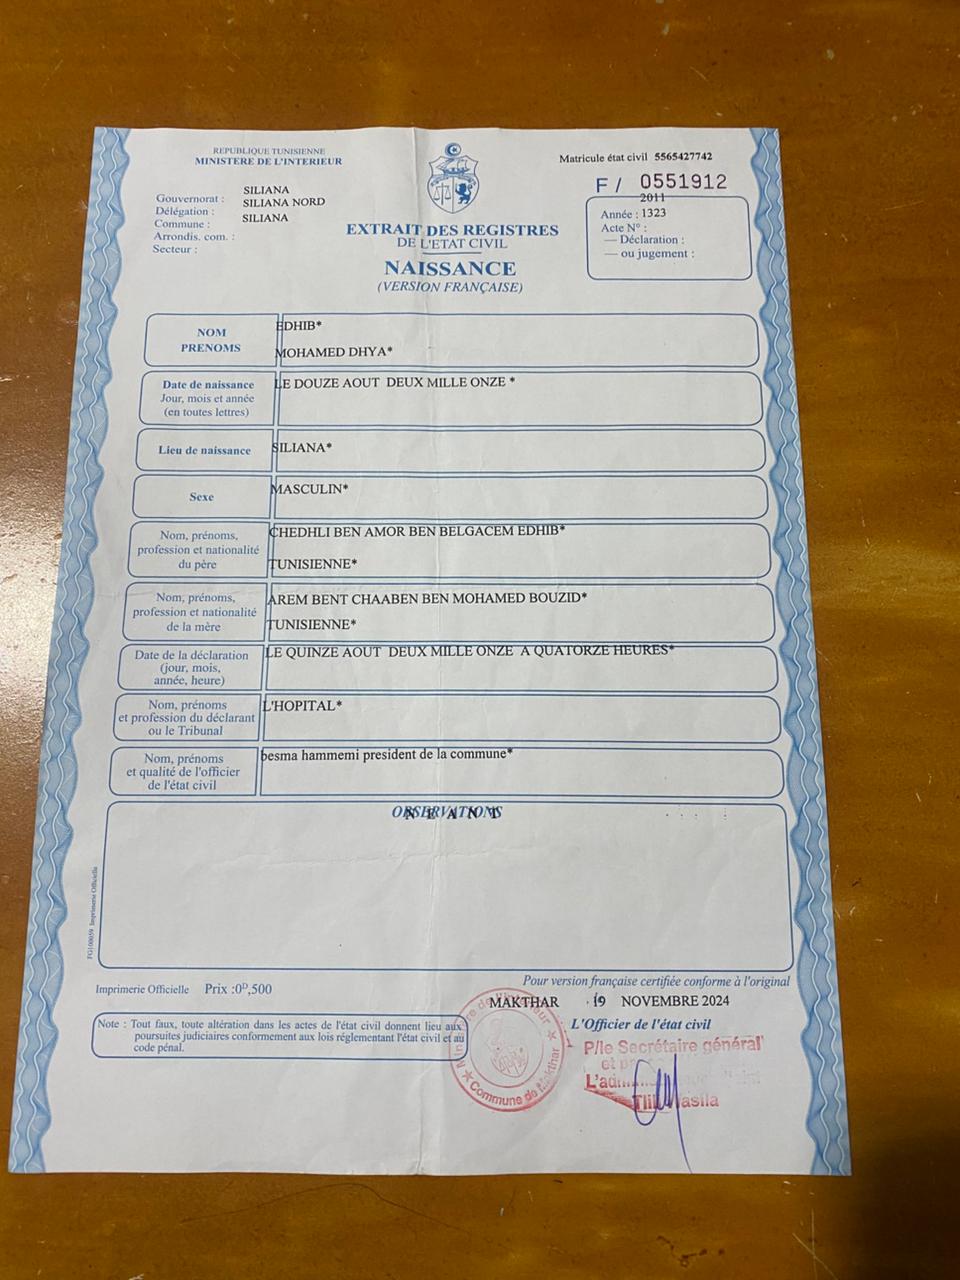 REPUBLIQUE TUNISIENNE
MINISTERE DE L'INTERIEUR
Matricule état civil 5565427742
F / 0551912
Gouvernorat : SILIANA
Délégation : SILIANA NORD
Commune : SILIANA
Arrondis. com. :
Secteur :
2011
Année : 1323
Acte N° :
— Déclaration :
— ou jugement :
EXTRAIT DES REGISTRES
DE L'ETAT CIVIL
NAISSANCE
(VERSION FRANÇAISE)
NOM
PRENOMS
EDHIB*
MOHAMED DHYA*
Date de naissance
Jour, mois et année
(en toutes lettres)
LE DOUZE AOUT DEUX MILLE ONZE *
Lieu de naissance
SILIANA*
Sexe
MASCULIN*
Nom, prénoms,
profession et nationalité
du père
CHEDHLI BEN AMOR BEN BELGACEM EDHIB*
TUNISIENNE*
Nom, prénoms,
profession et nationalité
de la mère
AREM BENT CHAABEN BEN MOHAMED BOUZID*
TUNISIENNE*
Date de la déclaration
(jour, mois,
année, heure)
LE QUINZE AOUT DEUX MILLE ONZE A QUATORZE HEURES*
Nom, prénoms
et profession du déclarant
ou le Tribunal
L'HOPITAL*
Nom, prénoms
et qualité de l'officier
de l'état civil
besma hammemi president de la commune*
OBSERVATIONS
N E A N T
FG100059 Imprimerie Officielle
Imprimerie Officielle Prix :0ᴰ,500
Pour version française certifiée conforme à l'original
MAKTHAR 19 NOVEMBRE 2024
Note : Tout faux, toute altération dans les actes de l'état civil donnent lieu aux
poursuites judiciaires conformement aux lois réglementant l'état civil et au
code pénal.
L'Officier de l'état civil
Ministère de l'Interieur
Commune de Makthar
P/le Secrétaire général
et
Tlili